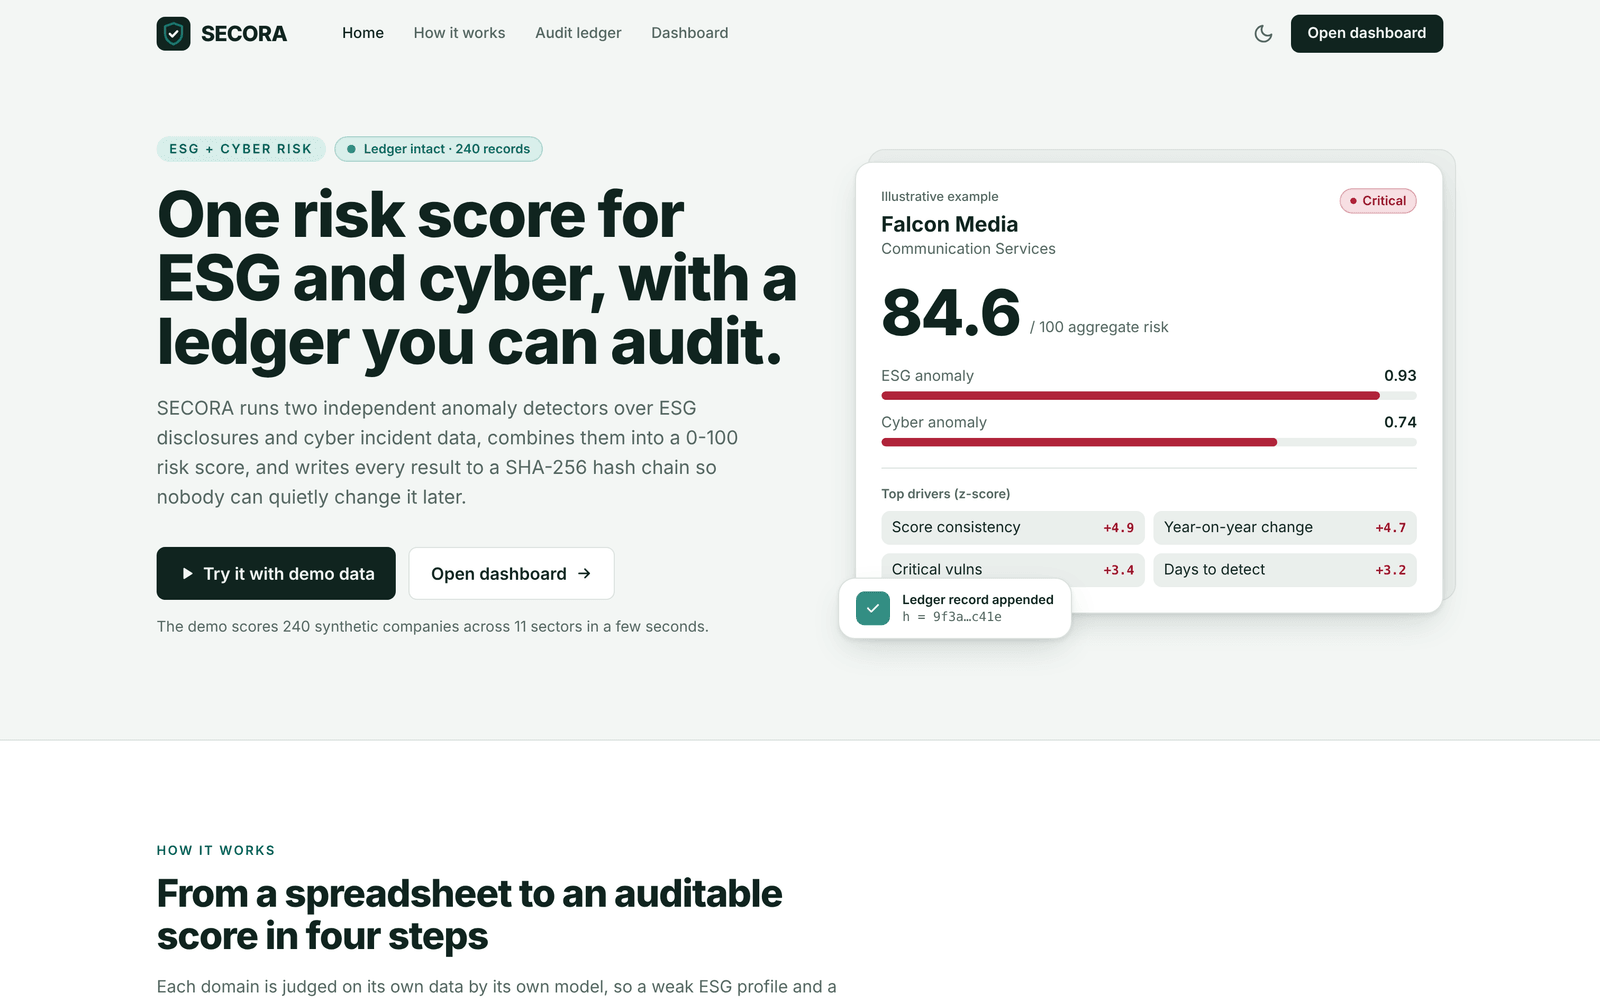 SECORA
Home
How it works
Audit ledger
Dashboard
Open dashboard
ESG + CYBER RISK
Ledger intact · 240 records
One risk score for
ESG and cyber, with a
ledger you can audit.
SECORA runs two independent anomaly detectors over ESG
disclosures and cyber incident data, combines them into a 0-100
risk score, and writes every result to a SHA-256 hash chain so
nobody can quietly change it later.
Try it with demo data
Open dashboard →
The demo scores 240 synthetic companies across 11 sectors in a few seconds.
Illustrative example
Critical
Falcon Media
Communication Services
84.6 / 100 aggregate risk
ESG anomaly 0.93
Cyber anomaly 0.74
Top drivers (z-score)
Score consistency +4.9
Year-on-year change +4.7
Critical vulns +3.4
Days to detect +3.2
Ledger record appended
h = 9f3a…c41e
HOW IT WORKS
From a spreadsheet to an auditable
score in four steps
Each domain is judged on its own data by its own model, so a weak ESG profile and a